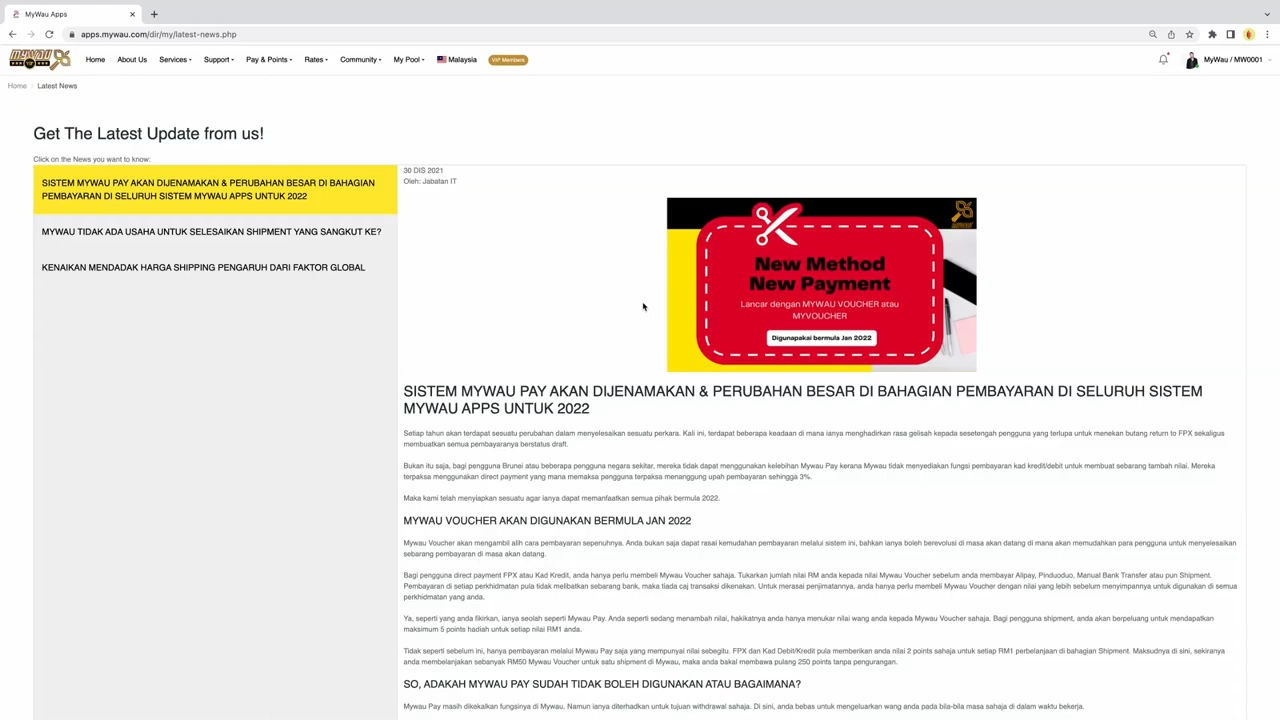 MyWau Apps
apps.mywau.com/dir/my/latest-news.php
MYWAU
VIP
Home
About Us
Services
Support
Pay & Points
Rates
Community
My Pool
Malaysia
VIP Members
MyWau / MW0001
Home
Latest News
Get The Latest Update from us!
Click on the News you want to know:
SISTEM MYWAU PAY AKAN DIJENAMAKAN & PERUBAHAN BESAR DI BAHAGIAN
PEMBAYARAN DI SELURUH SISTEM MYWAU APPS UNTUK 2022
MYWAU TIDAK ADA USAHA UNTUK SELESAIKAN SHIPMENT YANG SANGKUT KE?
KENAIKAN MENDADAK HARGA SHIPPING PENGARUH DARI FAKTOR GLOBAL
30 DIS 2021
Oleh: Jabatan IT
New Method
New Payment
Lancar dengan MYWAU VOUCHER atau
MYVOUCHER
Digunapakai bermula Jan 2022
SISTEM MYWAU PAY AKAN DIJENAMAKAN & PERUBAHAN BESAR DI BAHAGIAN PEMBAYARAN DI SELURUH SISTEM
MYWAU APPS UNTUK 2022
Setiap tahun akan terdapat sesuatu perubahan dalam menyelesaikan sesuatu perkara. Kali ini, terdapat beberapa keadaan di mana ianya menghadirkan rasa gelisah kepada sesetengah pengguna yang terlupa untuk menekan butang return to FPX sekaligus
membuatkan semua pembayaranya berstatus draft.
Bukan itu saja, bagi pengguna Brunei atau beberapa pengguna negara sekitar, mereka tidak dapat menggunakan kelebihan Mywau Pay kerana Mywau tidak menyediakan fungsi pembayaran kad kredit/debit untuk membuat sebarang tambah nilai. Mereka
terpaksa menggunakan direct payment yang mana memaksa pengguna terpaksa menanggung upah pembayaran sehingga 3%.
Maka kami telah menyiapkan sesuatu agar ianya dapat memanfaatkan semua pihak bermula 2022.
MYWAU VOUCHER AKAN DIGUNAKAN BERMULA JAN 2022
Mywau Voucher akan mengambil alih cara pembayaran sepenuhnya. Anda bukan saja dapat rasai kemudahan pembayaran melalui sistem ini, bahkan ianya boleh berevolusi di masa akan datang di mana akan memudahkan para pengguna untuk menyelesaikan
sebarang pembayaran di masa akan datang.
Bagi pengguna direct payment FPX atau Kad Kredit, anda hanya perlu membeli Mywau Voucher sahaja. Tukarkan jumlah nilai RM anda kepada nilai Mywau Voucher sebelum anda membayar Alipay, Pinduoduo, Manual Bank Transfer atau pun Shipment.
Pembayaran di setiap perkhidmatan pula tidak melibatkan sebarang bank, maka tiada caj transaksi dikenakan. Untuk merasai penjimatannya, anda hanya perlu membeli Mywau Voucher dengan nilai yang lebih sebelum menyimpannya untuk digunakan di semua
perkhidmatan yang anda.
Ya, seperti yang anda fikirkan, ianya seolah seperti Mywau Pay. Anda seperti sedang menambah nilai, hakikatnya anda hanya menukar nilai wang anda kepada Mywau Voucher sahaja. Bagi pengguna shipment, anda akan berpeluang untuk mendapatkan
maksimum 5 points hadiah untuk setiap nilai RM1 anda.
Tidak seperti sebelum ini, hanya pembayaran melalui Mywau Pay saja yang mempunyai nilai sebegitu. FPX dan Kad Debit/Kredit pula memberikan anda nilai 2 points sahaja untuk setiap RM1 perbelanjaan di bahagian Shipment. Maksudnya di sini, sekiranya
anda membelanjakan sebanyak RM50 Mywau Voucher untuk satu shipment di Mywau, maka anda bakal membawa pulang 250 points tanpa pengurangan.
SO, ADAKAH MYWAU PAY SUDAH TIDAK BOLEH DIGUNAKAN ATAU BAGAIMANA?
Mywau Pay masih dikekalkan fungsinya di Mywau. Namun ianya diterhadkan untuk tujuan withdrawal sahaja. Di sini, anda bebas untuk mengeluarkan wang anda pada bila-bila masa sahaja di dalam waktu bekerja.